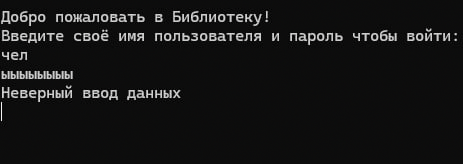 Добро пожаловать в Библиотеку!
Введите своё имя пользователя и пароль чтобы войти:
чел
ыыыыыыыы
Неверный ввод данных